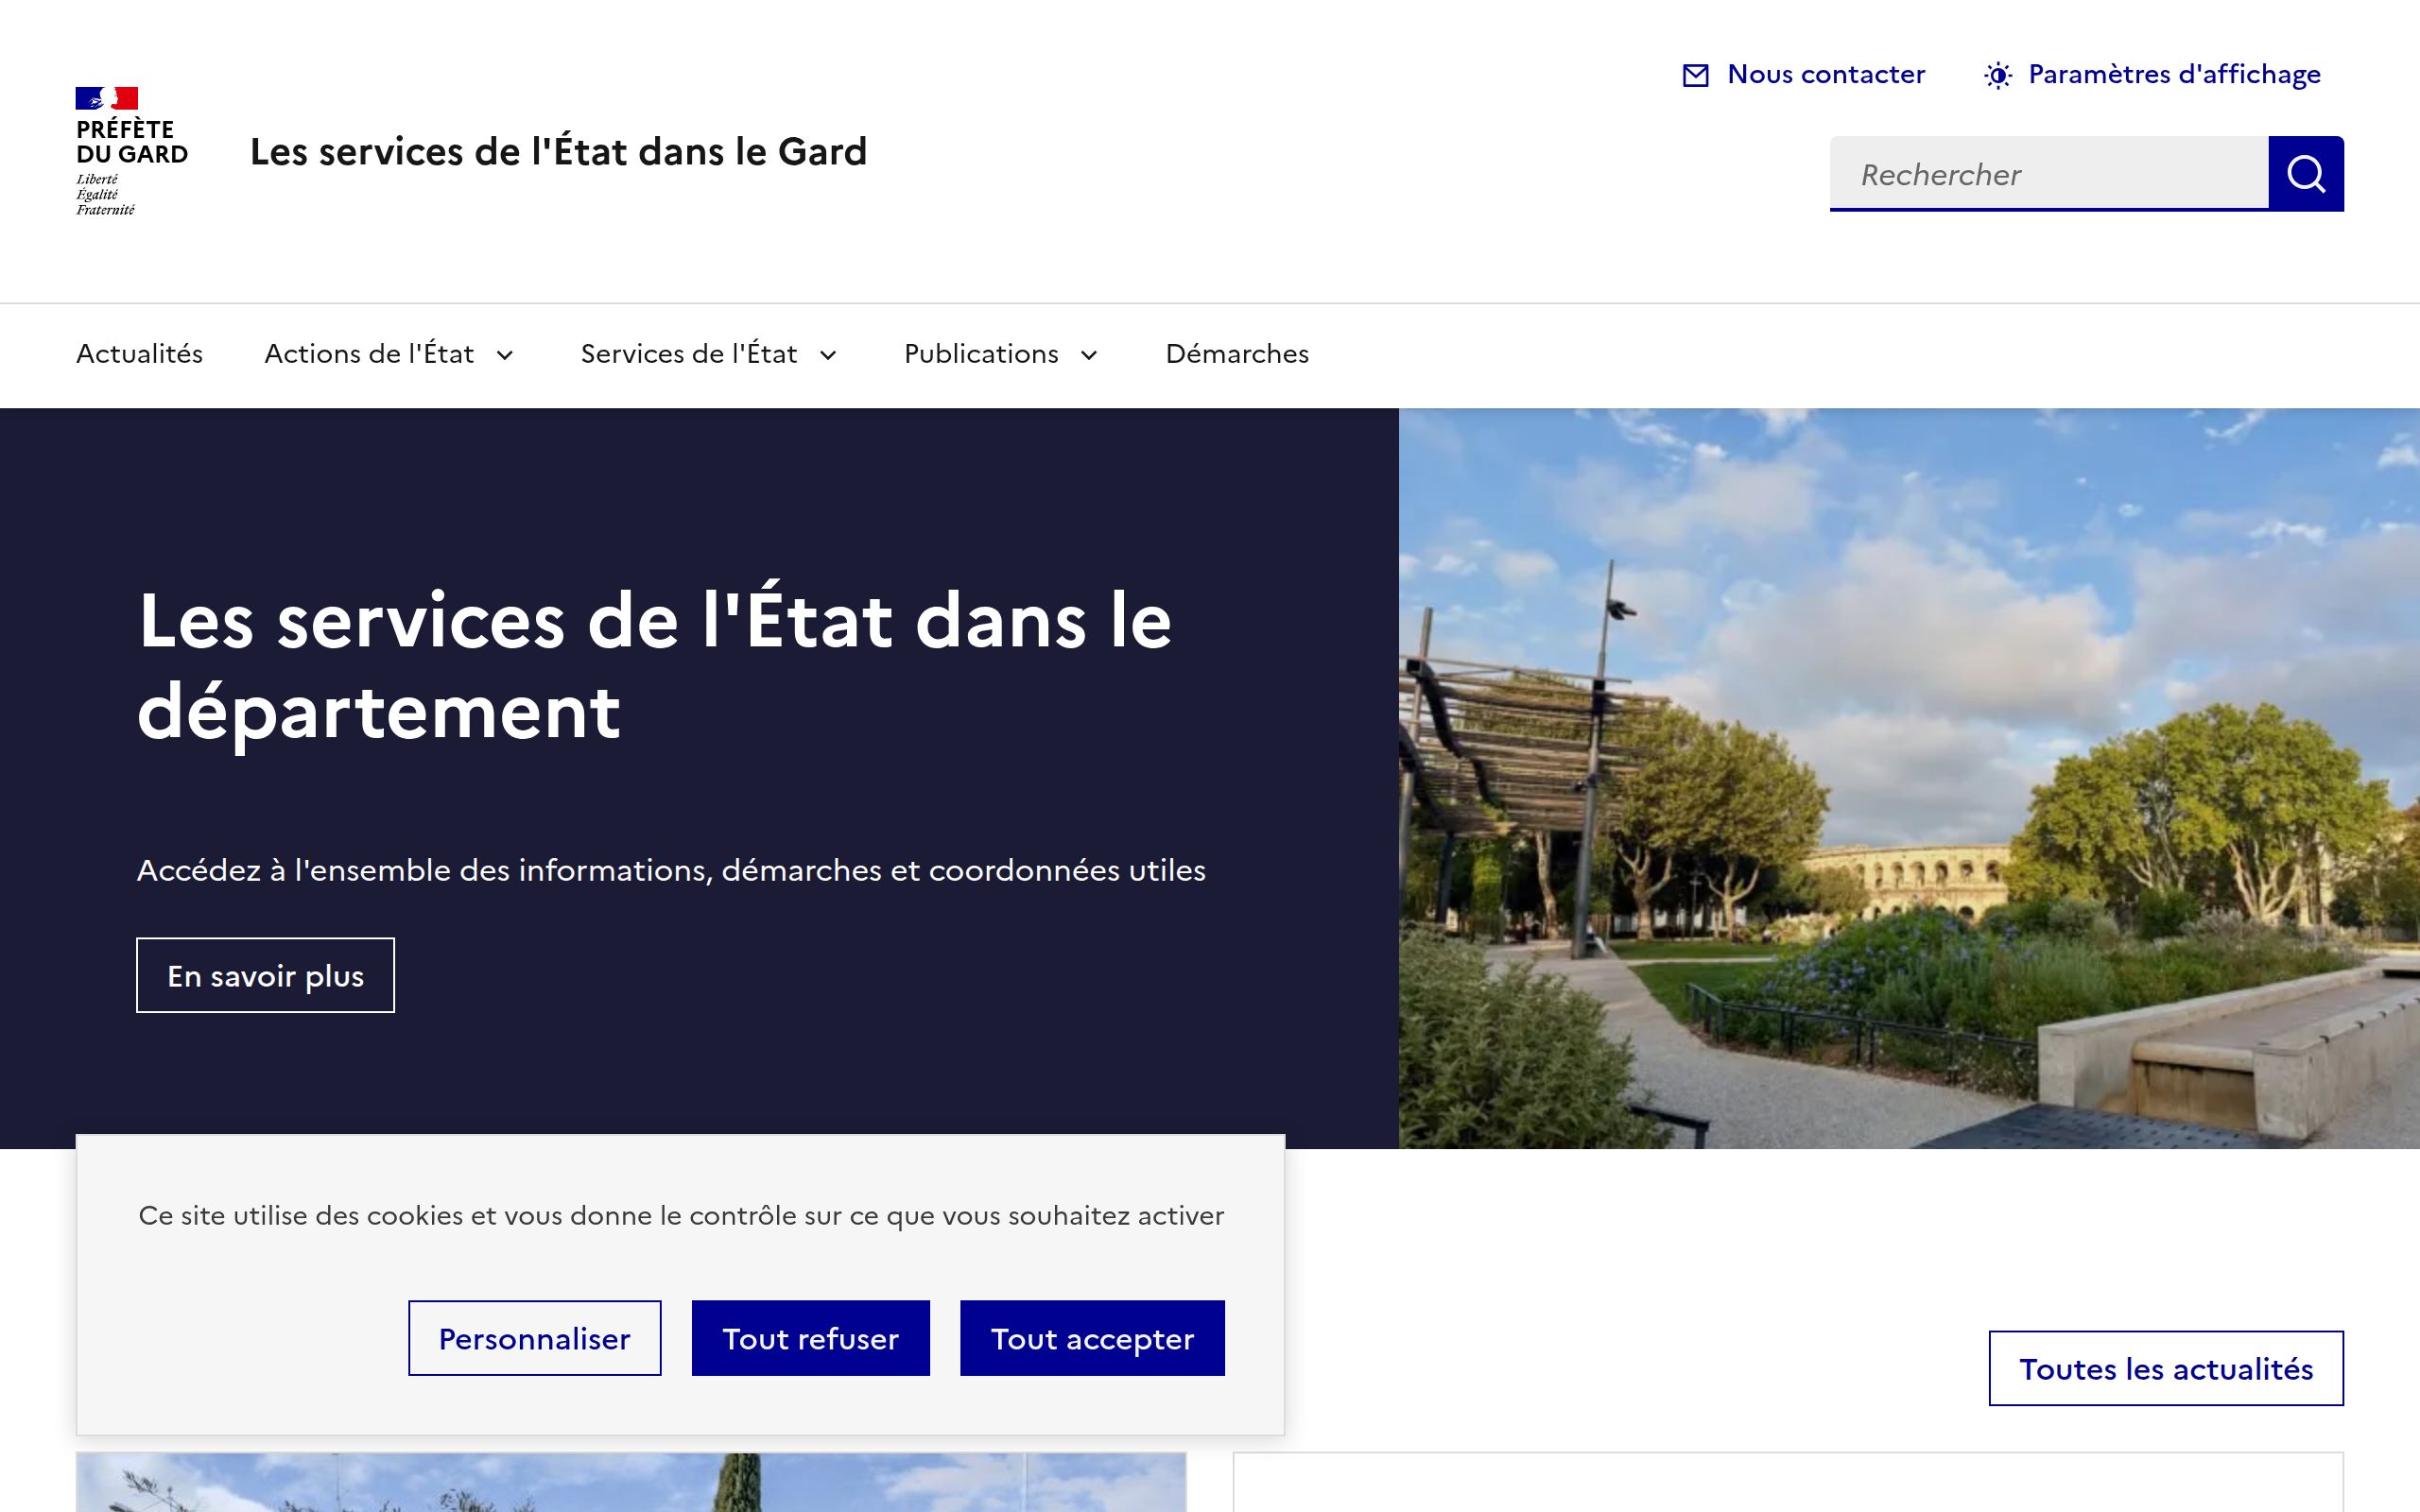 Nous contacter
Paramètres d'affichage
PRÉFÈTE
DU GARD
Liberté
Égalité
Fraternité
Les services de l'État dans le Gard
Rechercher
Actualités
Actions de l'État
Services de l'État
Publications
Démarches
Les services de l'État dans le
département
Accédez à l'ensemble des informations, démarches et coordonnées utiles
En savoir plus
Ce site utilise des cookies et vous donne le contrôle sur ce que vous souhaitez activer
Personnaliser
Tout refuser
Tout accepter
Toutes les actualités